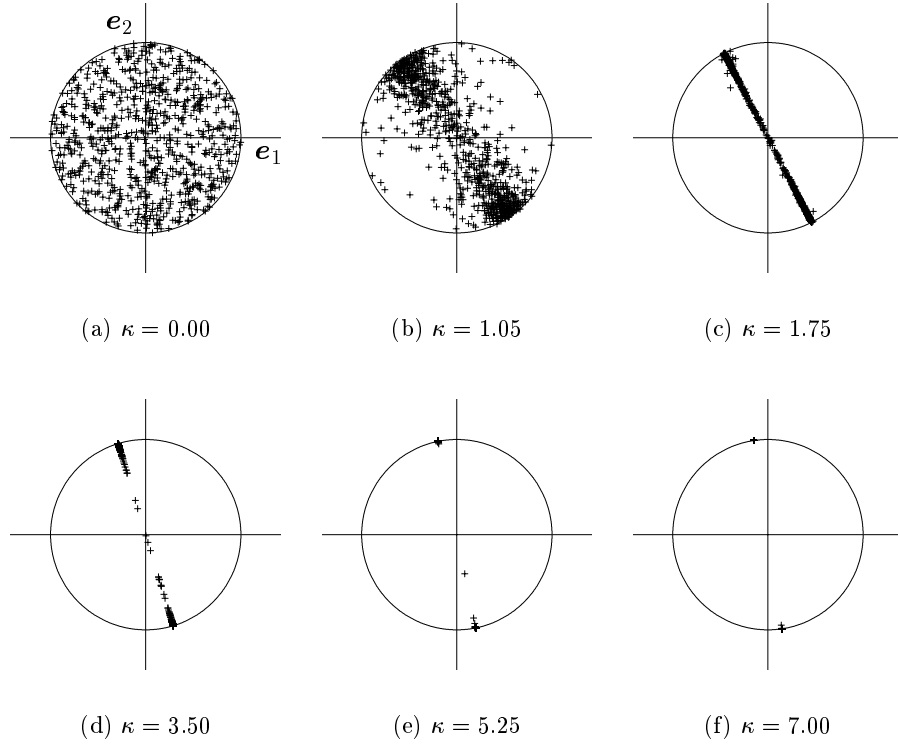 e₂
e₁
(a) κ = 0.00
(b) κ = 1.05
(c) κ = 1.75
(d) κ = 3.50
(e) κ = 5.25
(f) κ = 7.00